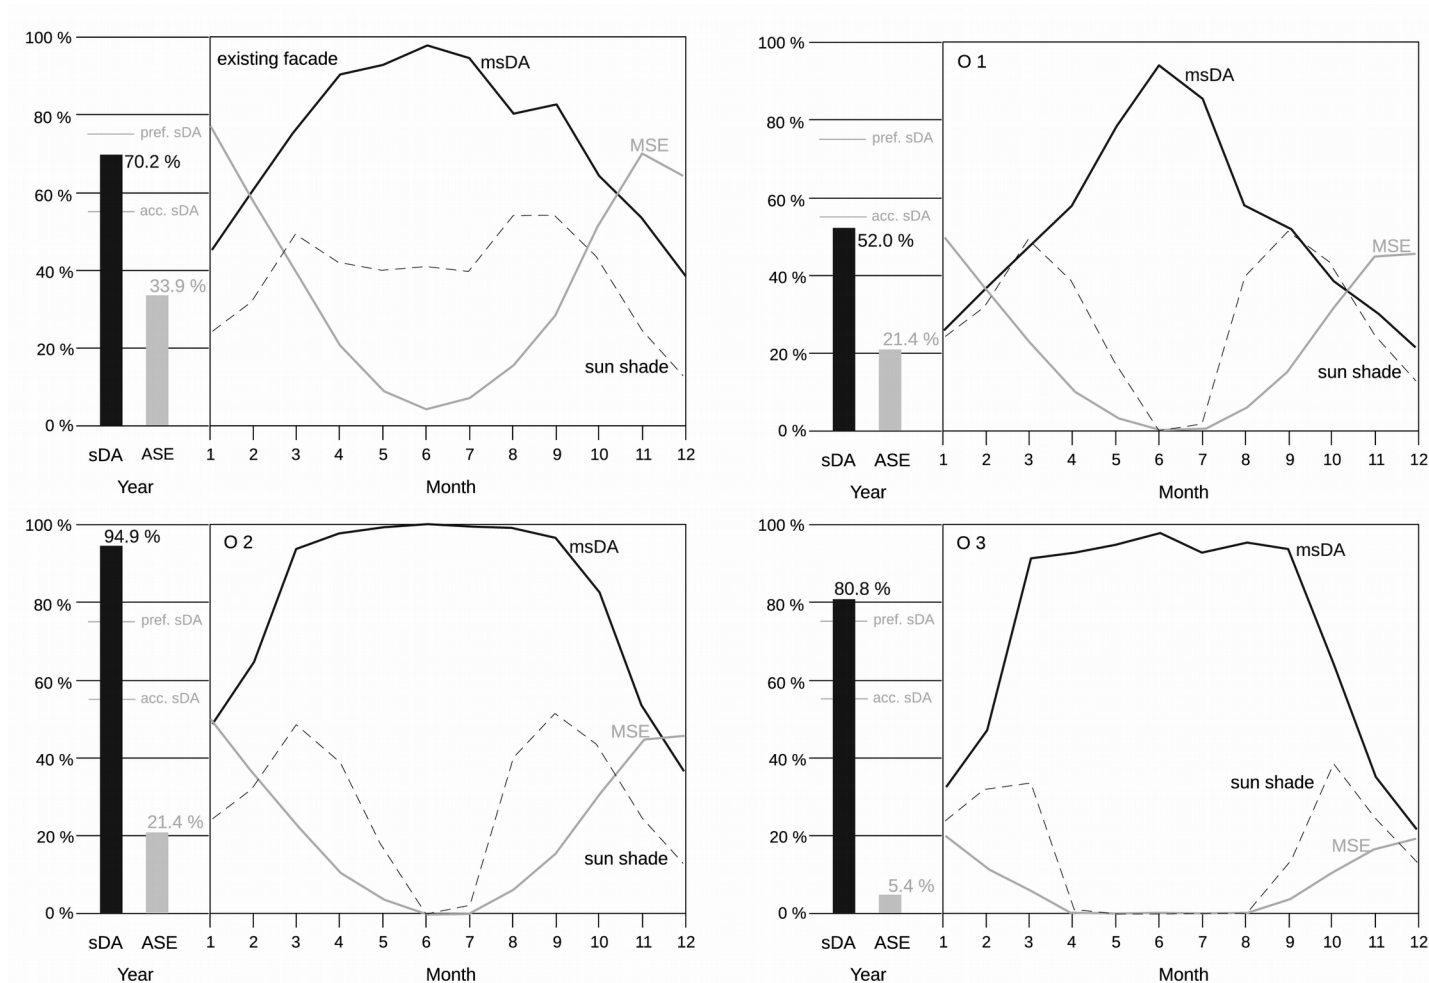 100 %
80 %
60 %
40 %
20 %
0 %
pref. sDA
70.2 %
acc. sDA
33.9 %
sDA ASE
Year
existing facade
msDA
MSE
sun shade
1 2 3 4 5 6 7 8 9 10 11 12
Month
100 %
80 %
60 %
40 %
20 %
0 %
pref. sDA
acc. sDA
52.0 %
21.4 %
sDA ASE
Year
O 1
msDA
MSE
sun shade
1 2 3 4 5 6 7 8 9 10 11 12
Month
100 %
80 %
60 %
40 %
20 %
0 %
94.9 %
pref. sDA
acc. sDA
21.4 %
sDA ASE
Year
O 2
msDA
MSE
sun shade
1 2 3 4 5 6 7 8 9 10 11 12
Month
100 %
80 %
60 %
40 %
20 %
0 %
80.8 %
pref. sDA
acc. sDA
5.4 %
sDA ASE
Year
O 3
msDA
sun shade
MSE
1 2 3 4 5 6 7 8 9 10 11 12
Month